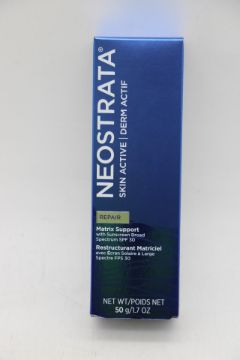 NEOSTRATA®
SKIN ACTIVE | DERM ACTIF
REPAIR
Matrix Support
with Sunscreen Broad
Spectrum SPF 30
Restructurant Matriciel
avec Écran Solaire à Large
Spectre FPS 30
NET WT/POIDS NET
50 g/1.7 OZ